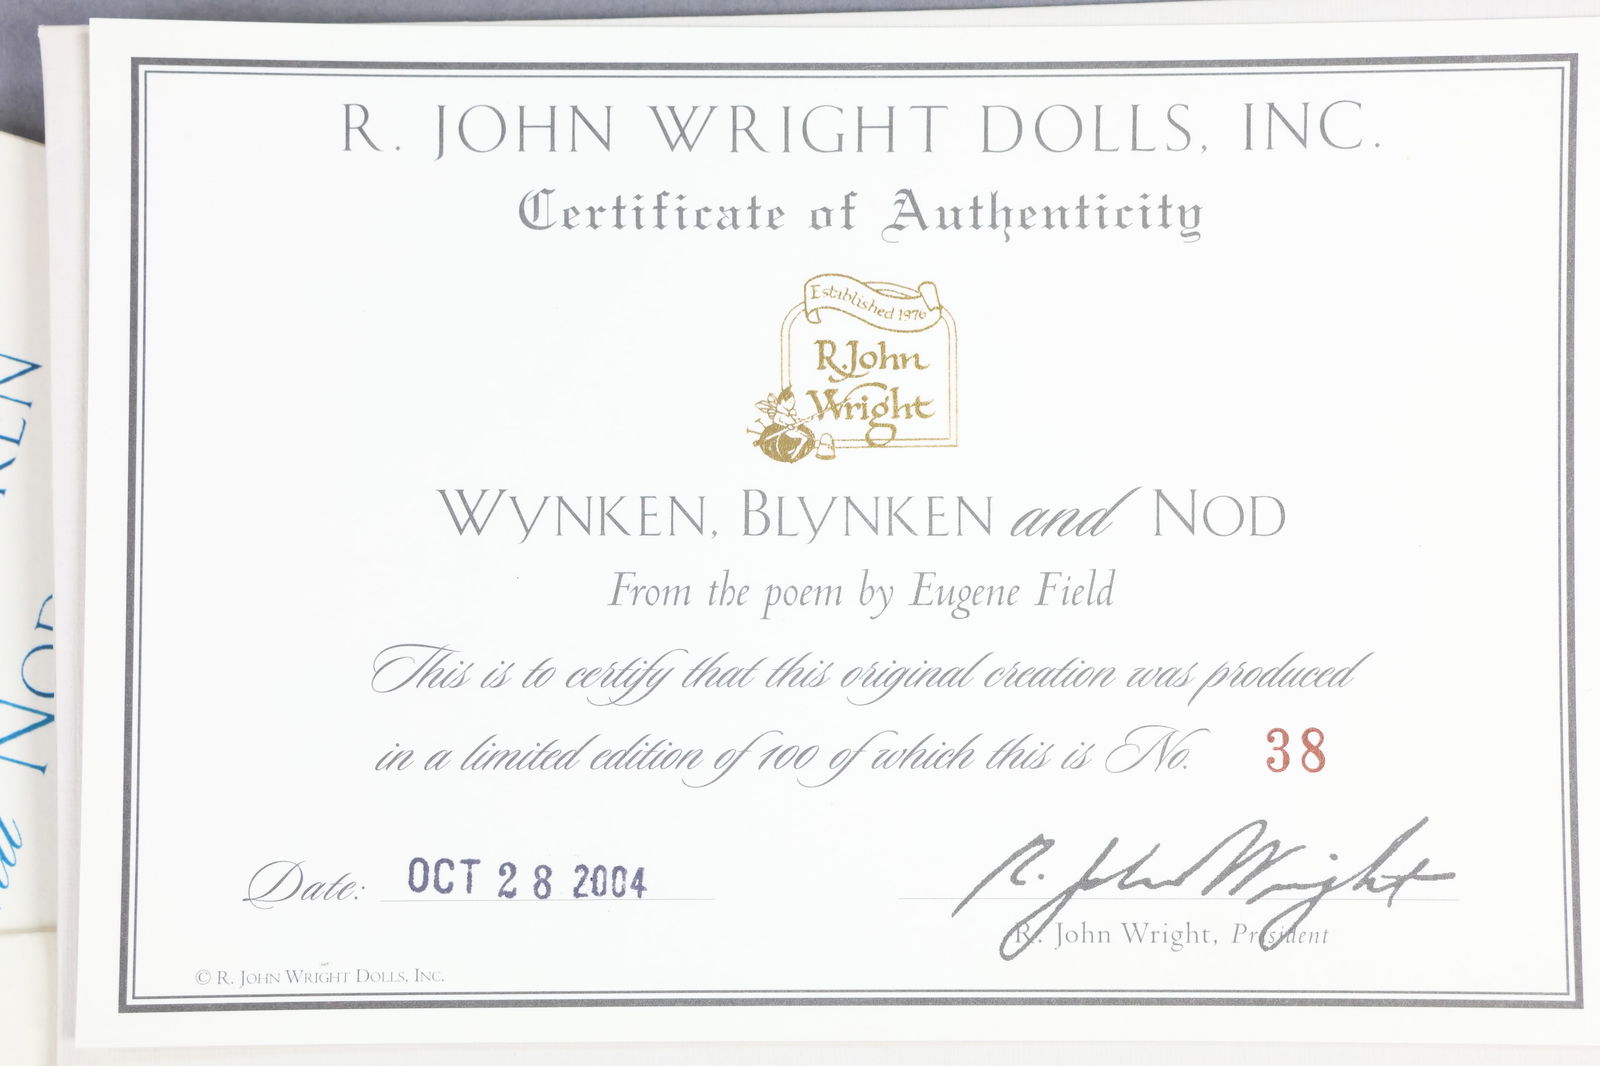 R. JOHN WRIGHT DOLLS, INC.
Certificate of Authenticity
Established 1976
R. John
Wright
WYNKEN, BLYNKEN and NOD
From the poem by Eugene Field
This is to certify that this original creation was produced
in a limited edition of 100 of which this is No. 38
Date: OCT 28 2004
R. John Wright
R. John Wright, President
© R. JOHN WRIGHT DOLLS, INC.
NOD